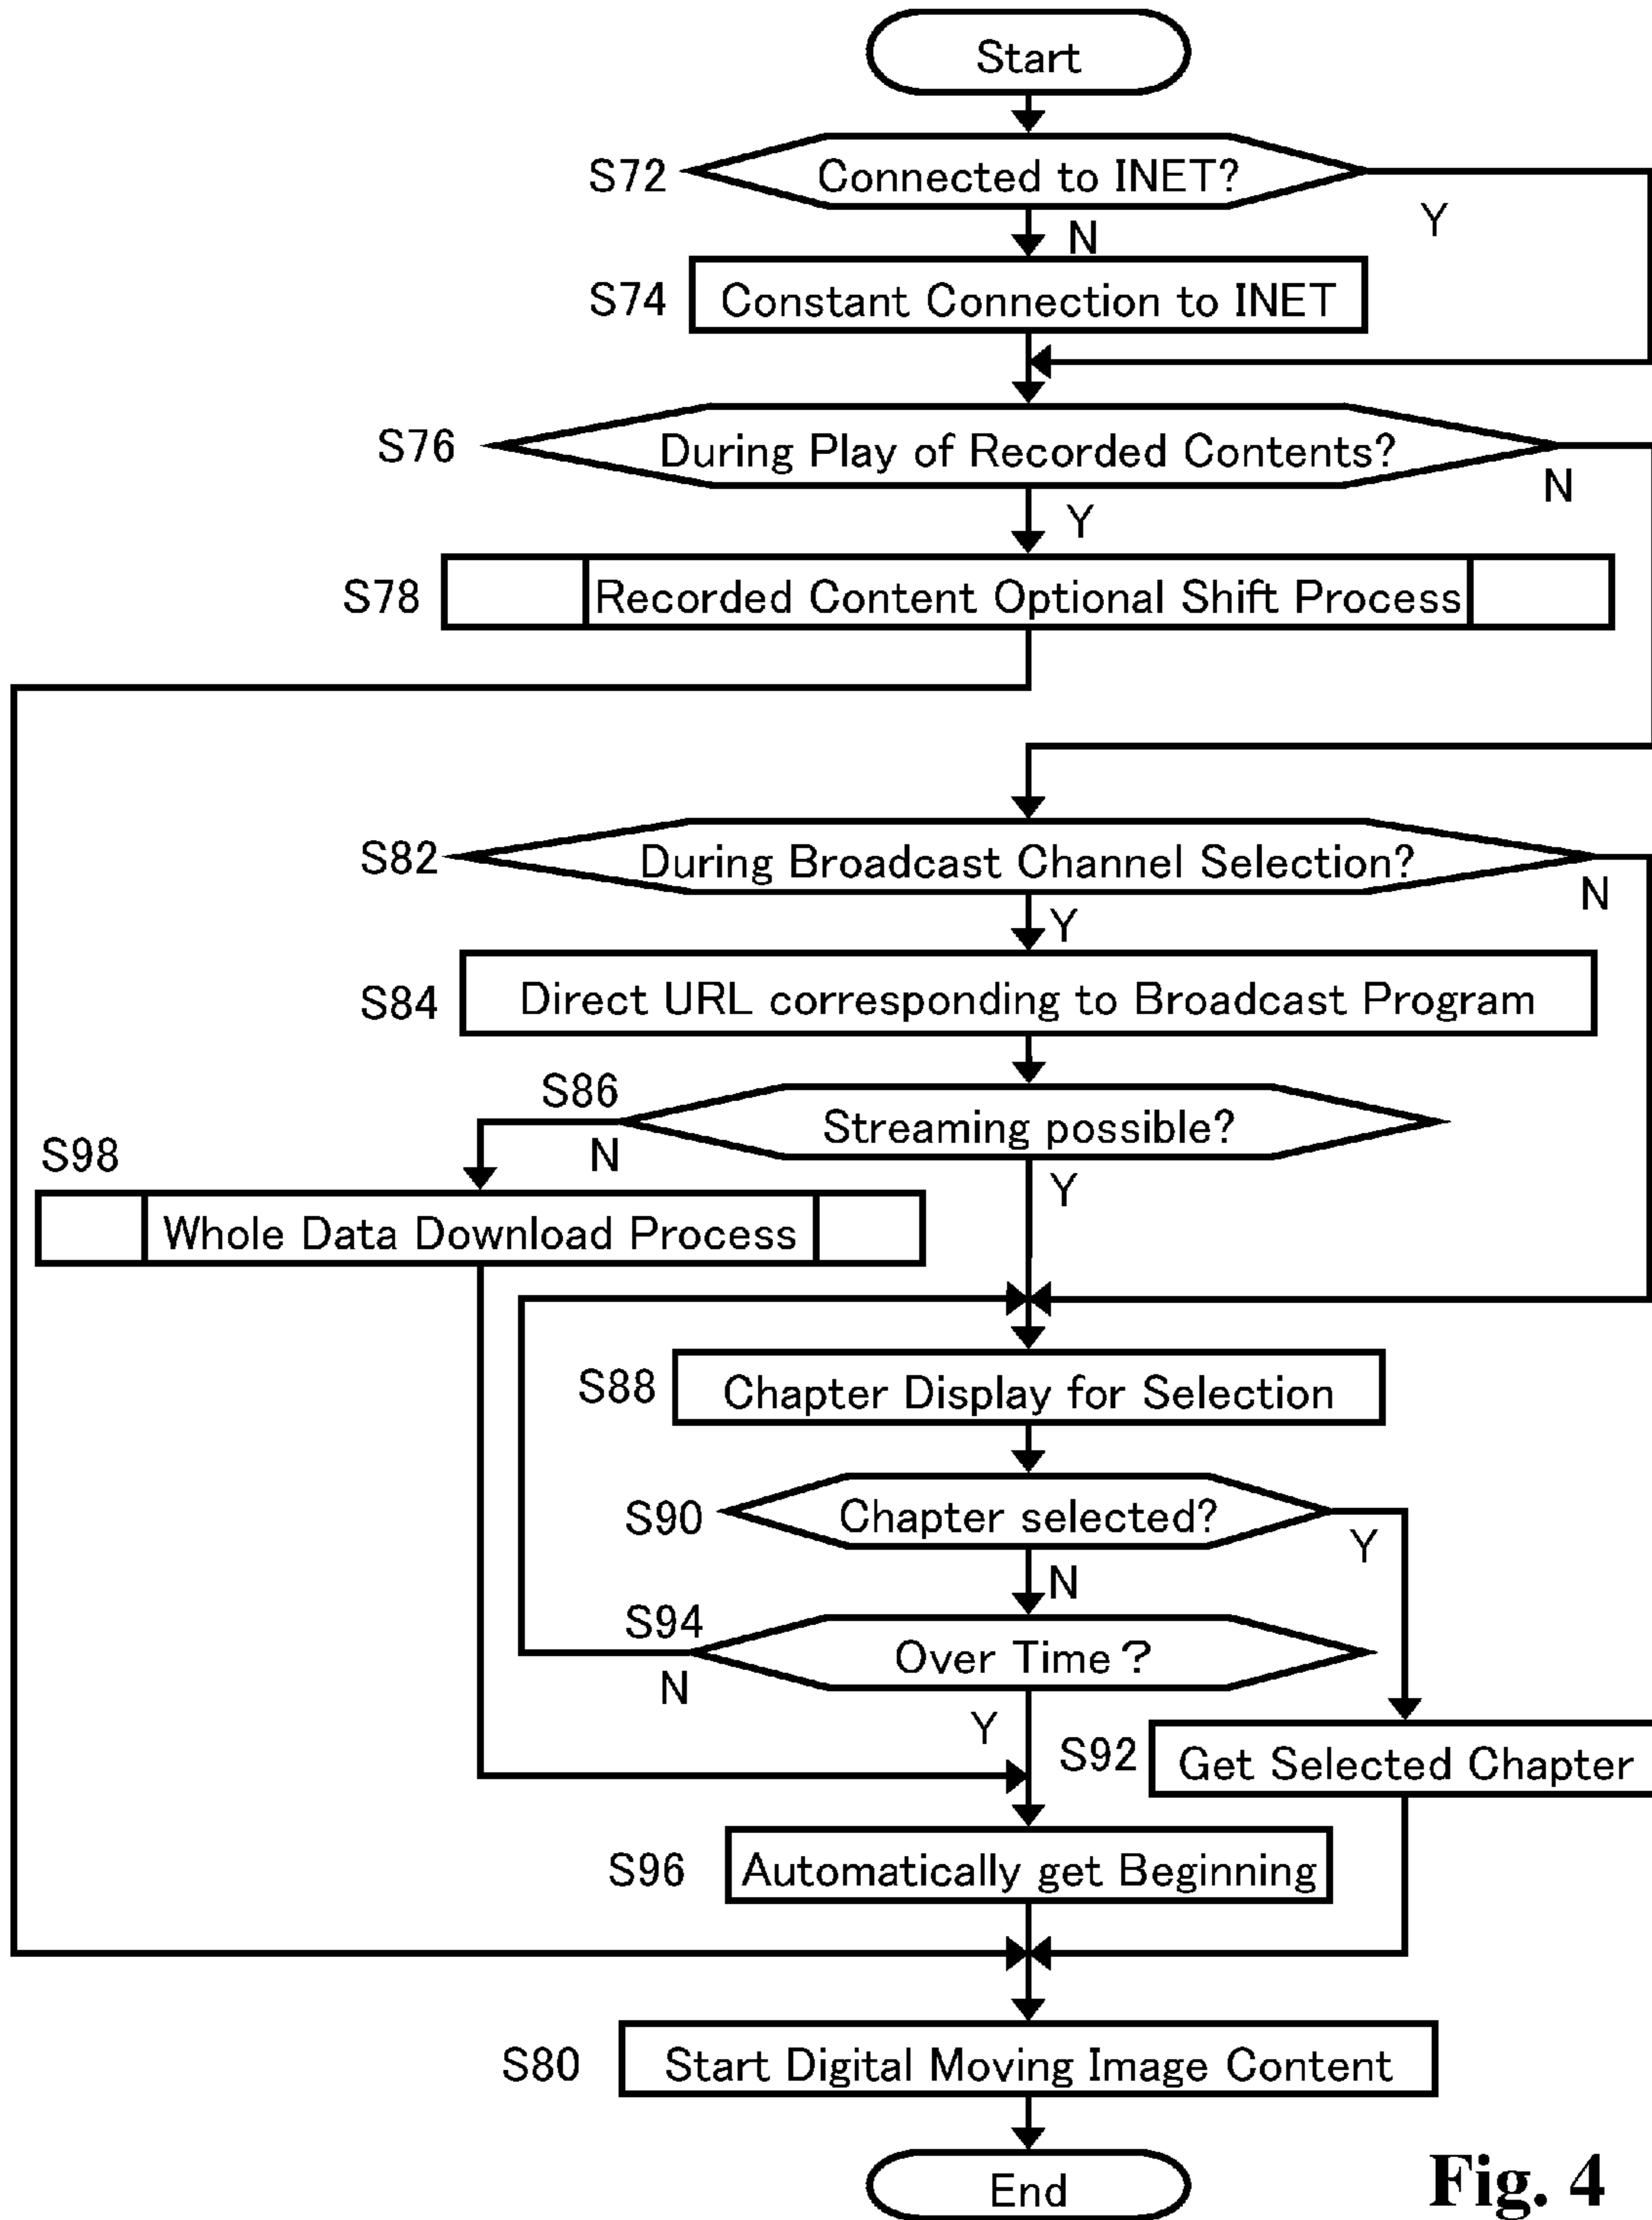 Start
S72
Connected to INET?
Y
N
S74
Constant Connection to INET
S76
During Play of Recorded Contents?
N
Y
S78
Recorded Content Optional Shift Process
S82
During Broadcast Channel Selection?
N
Y
S84
Direct URL corresponding to Broadcast Program
S86
Streaming possible?
N
Y
S98
Whole Data Download Process
S88
Chapter Display for Selection
S90
Chapter selected?
Y
N
S94
Over Time ?
N
Y
S92
Get Selected Chapter
S96
Automatically get Beginning
S80
Start Digital Moving Image Content
End
Fig. 4